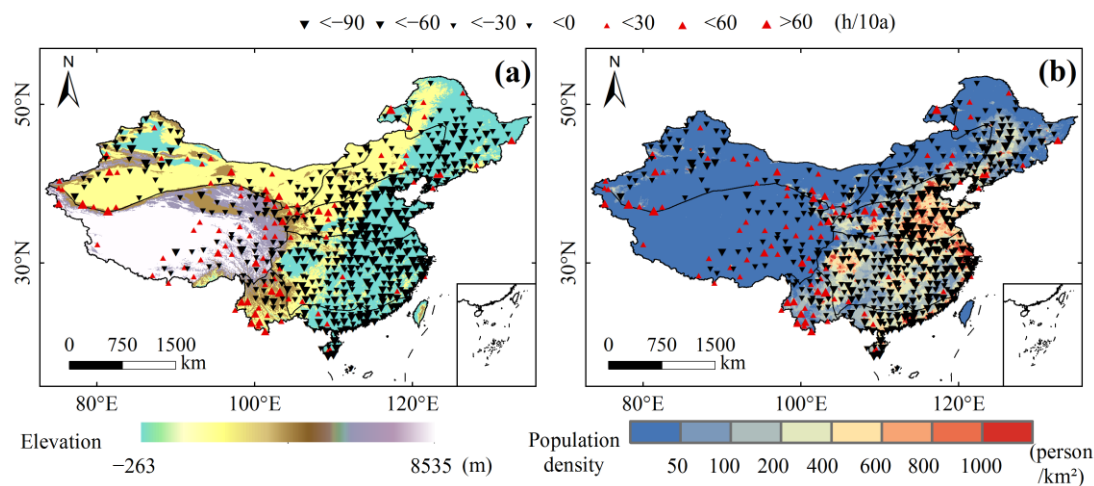 <−90 <−60 <−30 <0 <30 <60 >60 (h/10a)
N (a) N (b)
50°N 50°N
30°N 30°N
0 750 1500 0 750 1500
km km
80°E 100°E 120°E 80°E 100°E 120°E
Elevation Population density (person /km²)
−263 8535 (m) 50 100 200 400 600 800 1000